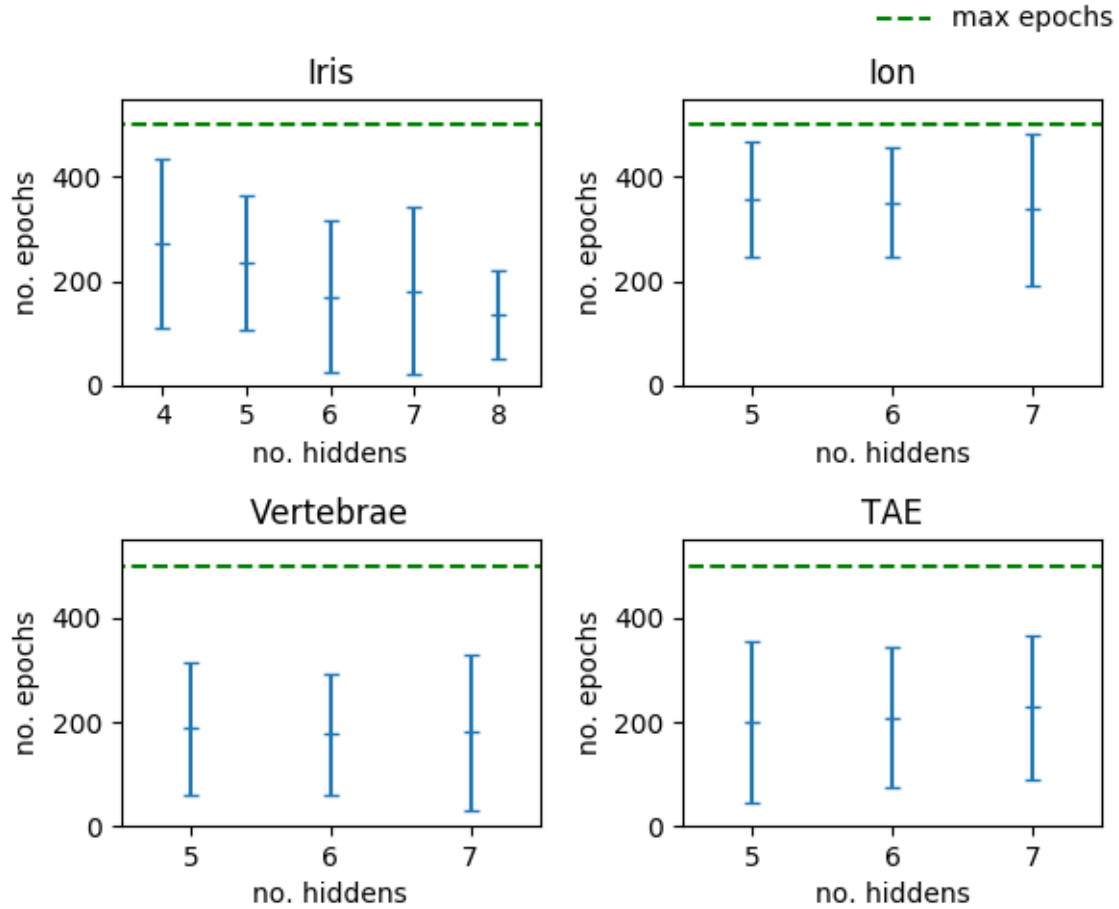 max epochs
Iris
no. epochs
400
200
0
4 5 6 7 8
no. hiddens
Ion
no. epochs
400
200
0
5 6 7
no. hiddens
Vertebrae
no. epochs
400
200
0
5 6 7
no. hiddens
TAE
no. epochs
400
200
0
5 6 7
no. hiddens